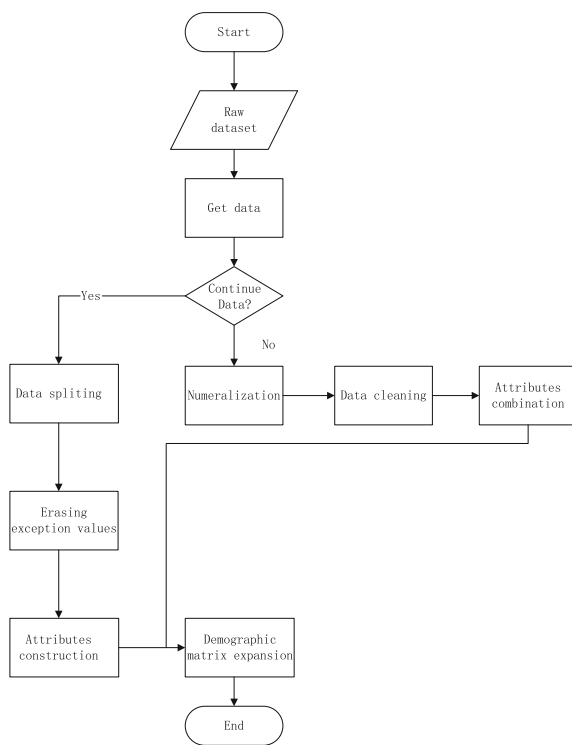 Start
Raw
dataset
Get data
Continue
Data?
Yes
No
Data spliting
Numeralization
Data cleaning
Attributes
combination
Erasing
exception values
Attributes
construction
Demographic
matrix expansion
End